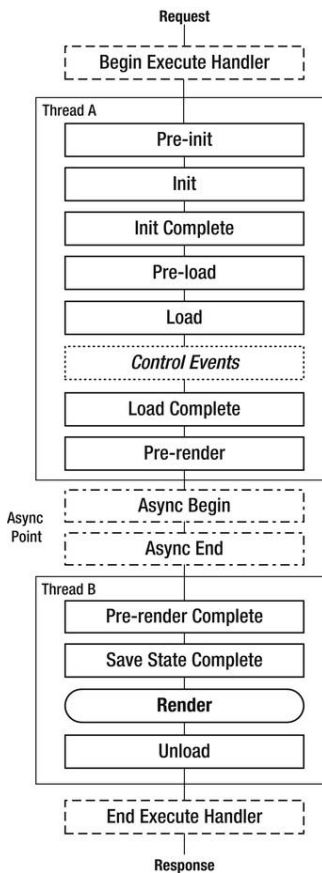 Request
Begin Execute Handler
Thread A
Pre-init
Init
Init Complete
Pre-load
Load
Control Events
Load Complete
Pre-render
Async Begin
Async
Point
Async End
Thread B
Pre-render Complete
Save State Complete
Render
Unload
End Execute Handler
Response